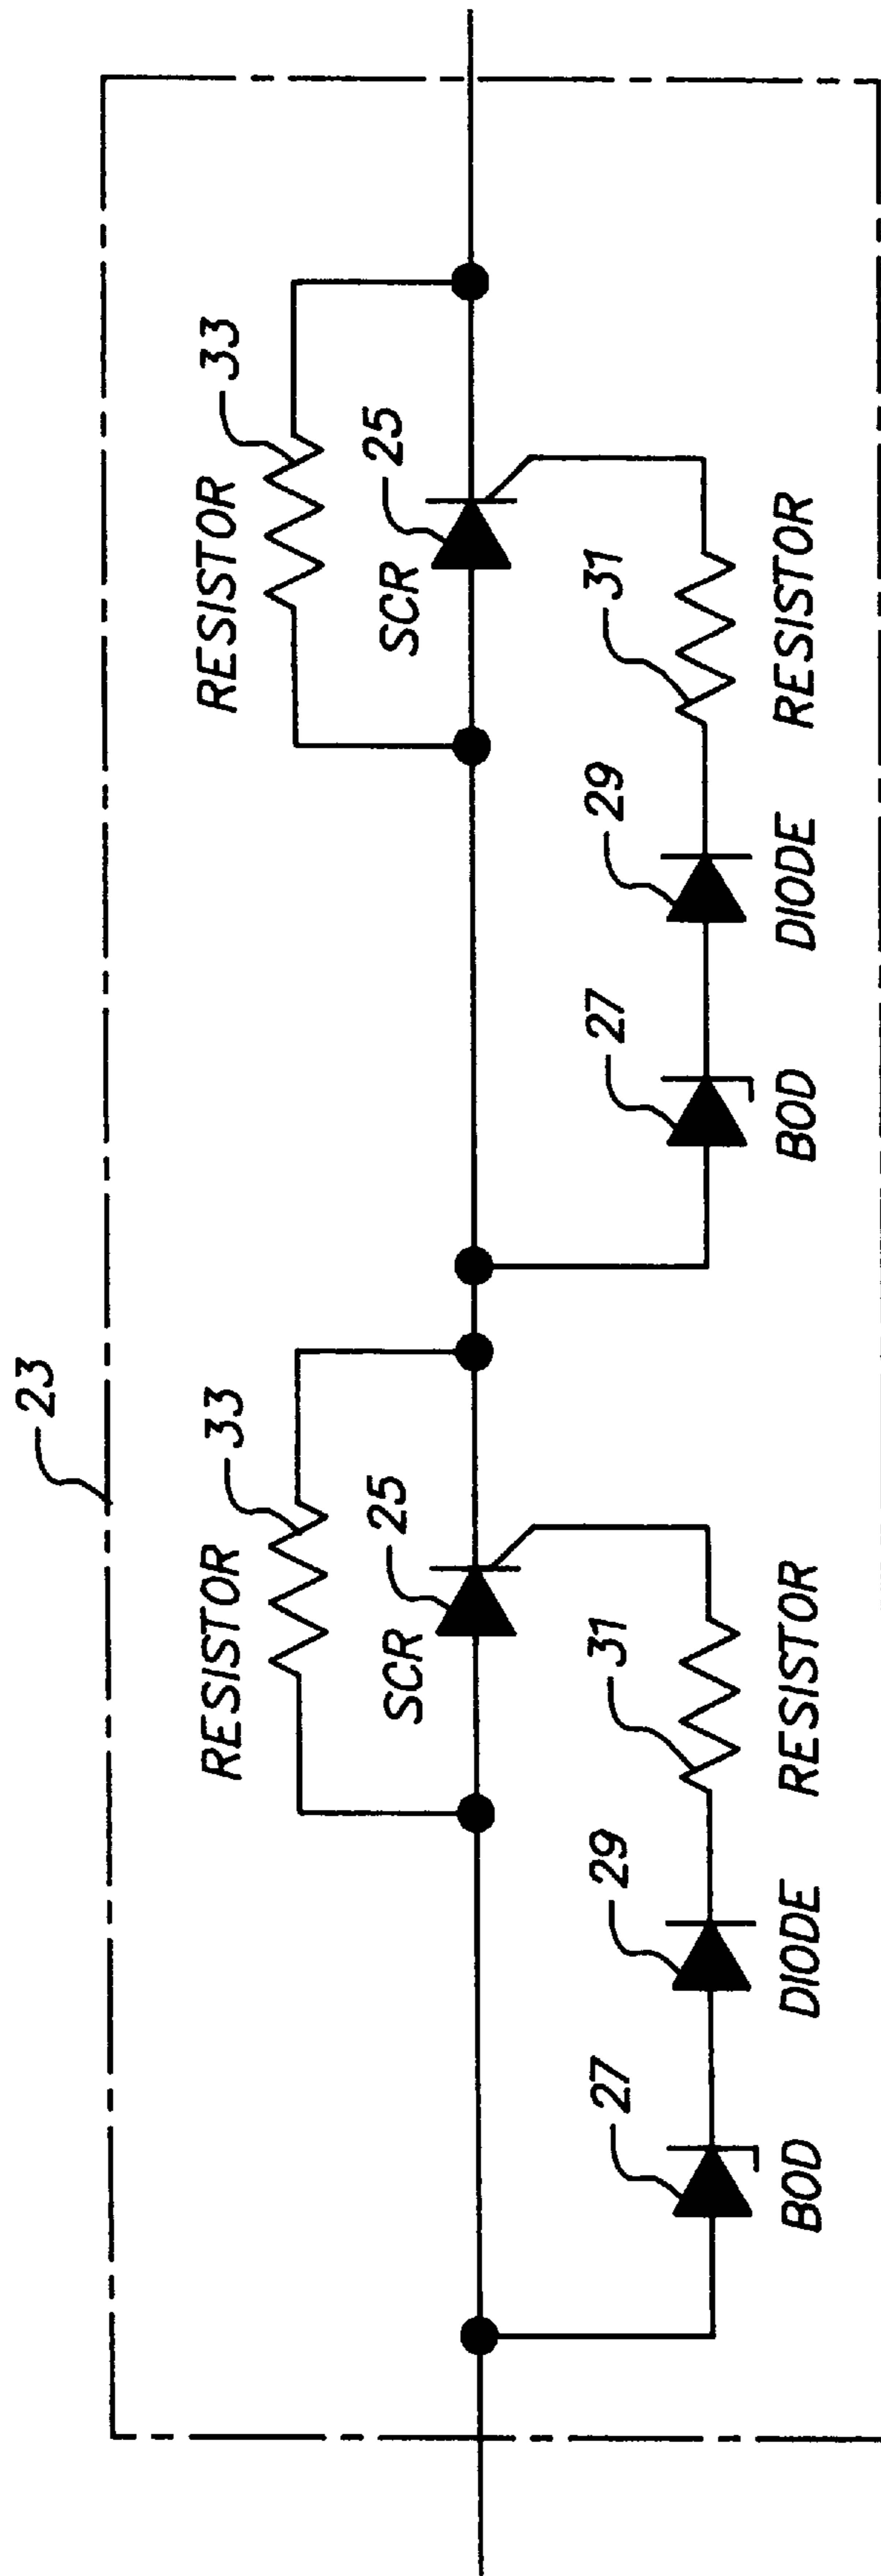 23
RESISTOR
33
RESISTOR
33
SCR
25
SCR
25
27
29
31
27
29
31
BOD
DIODE
RESISTOR
BOD
DIODE
RESISTOR